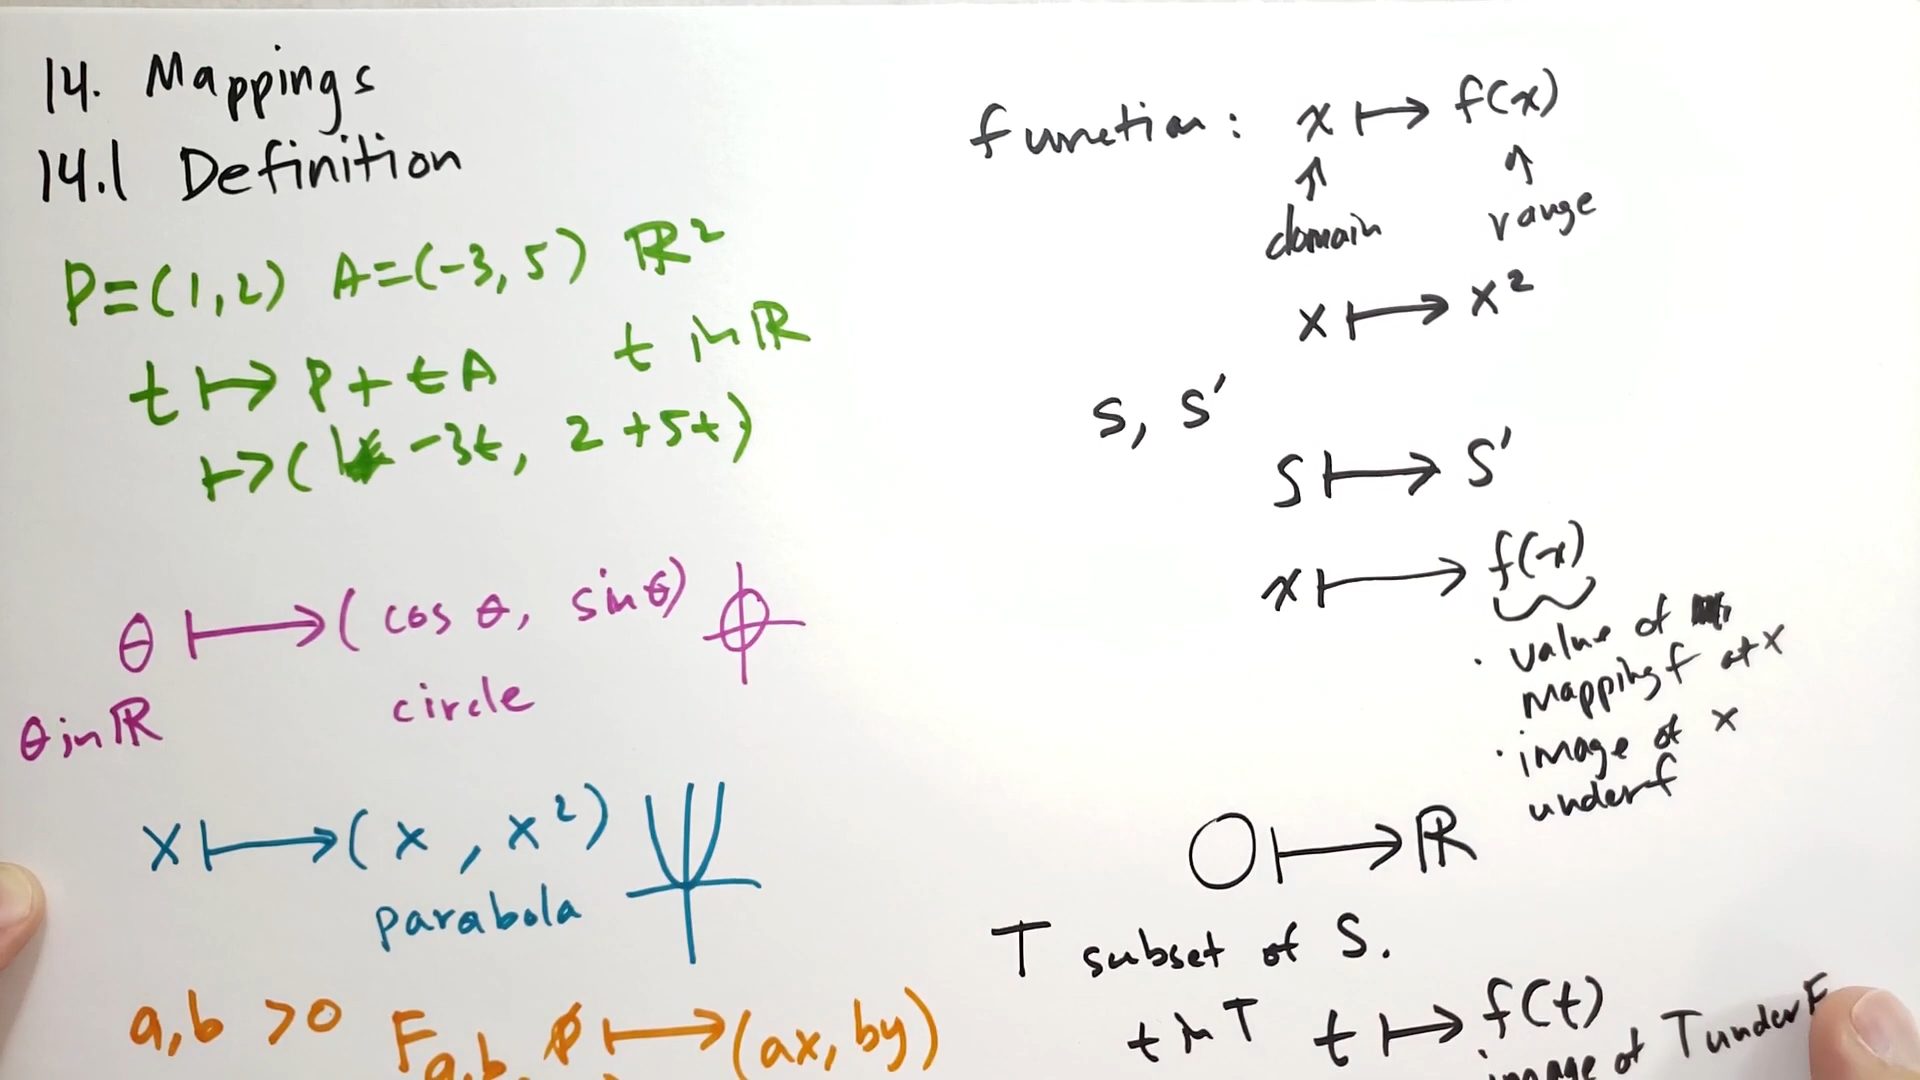 14. Mappings
14.1 Definition
P=(1,2) A=(-3,5) ℝ²
t ↦ P+tA t in ℝ
↦(1 -3t, 2+5t)
θ ↦ (cos θ, sin θ)
circle
θ in ℝ
x ↦ (x, x²)
parabola
a,b >0 F a,b ↦ (ax, by)
function: x ↦ f(x)
domain
range
x ↦ x²
S, S′
S ↦ S′
x ↦ f(x)
· value of
mapping f at x
· image of x
under f
O ↦ ℝ
T subset of S.
t in T t ↦ f(t)
image of T under F